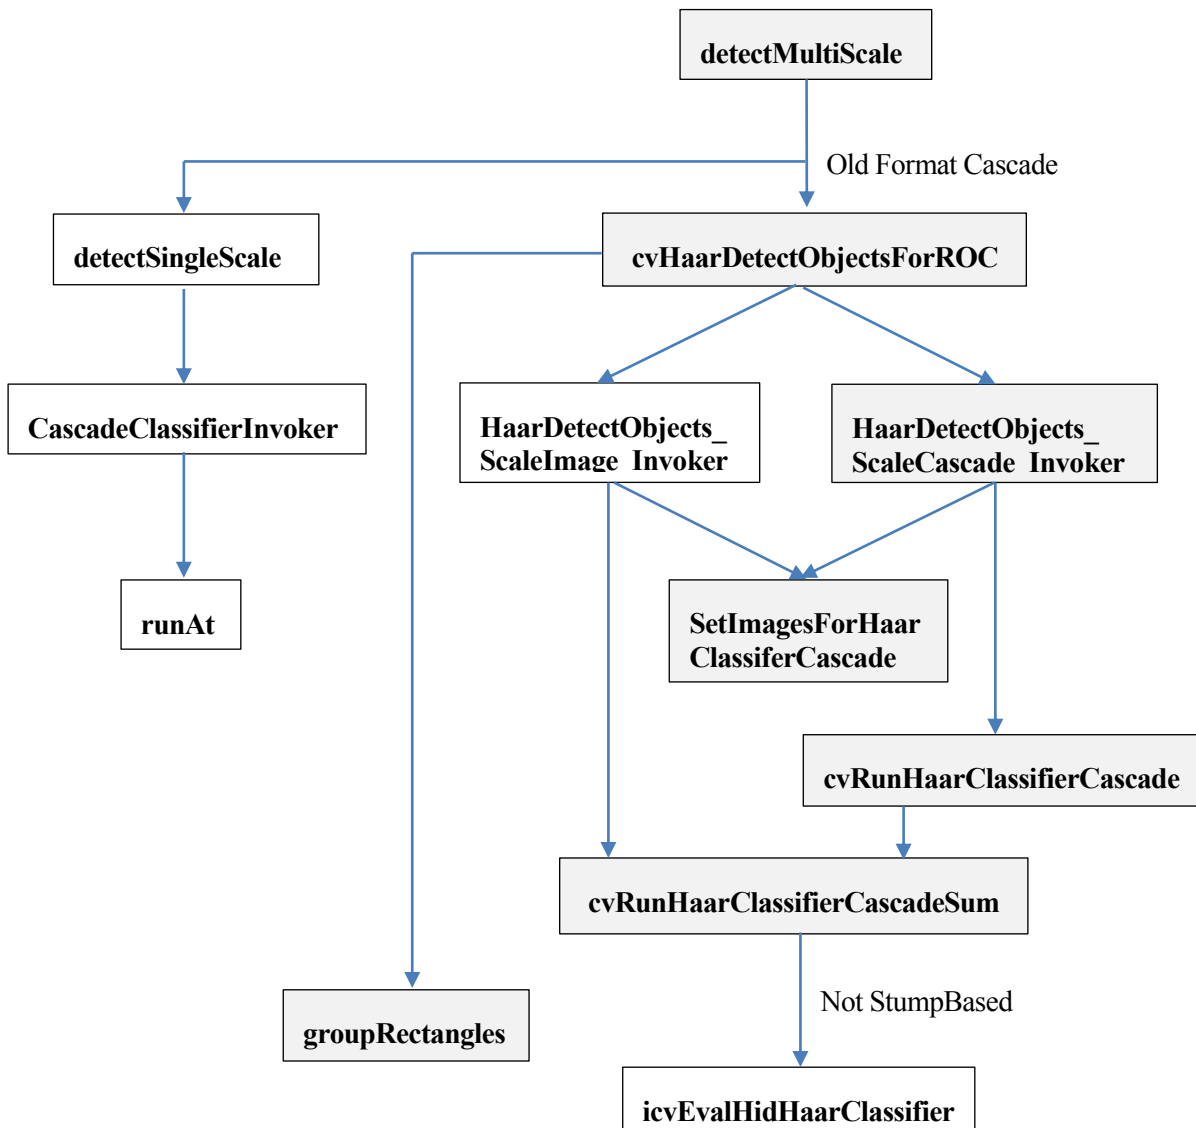 detectMultiScale
Old Format Cascade
detectSingleScale
cvHaarDetectObjectsForROC
CascadeClassifierInvoker
HaarDetectObjects_
ScaleImage_Invoker
HaarDetectObjects_
ScaleCascade_Invoker
runAt
SetImagesForHaar
ClassiferCascade
cvRunHaarClassifierCascade
cvRunHaarClassifierCascadeSum
Not StumpBased
groupRectangles
icvEvalHidHaarClassifier